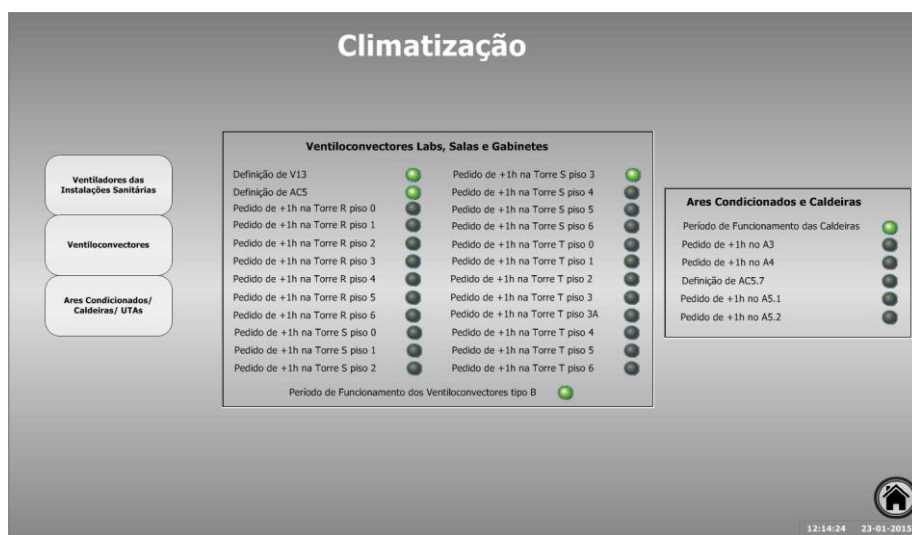 Climatização
Ventiladores das
Instalações Sanitárias
Ventiloconvectores
Ares Condicionados/
Caldeiras/ UTAs
Ventiloconvectores Labs, Salas e Gabinetes
Definição de V13
Definição de AC5
Pedido de +1h na Torre R piso 0
Pedido de +1h na Torre R piso 1
Pedido de +1h na Torre R piso 2
Pedido de +1h na Torre R piso 3
Pedido de +1h na Torre R piso 4
Pedido de +1h na Torre R piso 5
Pedido de +1h na Torre R piso 6
Pedido de +1h na Torre S piso 0
Pedido de +1h na Torre S piso 1
Pedido de +1h na Torre S piso 2
Pedido de +1h na Torre S piso 3
Pedido de +1h na Torre S piso 4
Pedido de +1h na Torre S piso 5
Pedido de +1h na Torre S piso 6
Pedido de +1h na Torre T piso 0
Pedido de +1h na Torre T piso 1
Pedido de +1h na Torre T piso 2
Pedido de +1h na Torre T piso 3
Pedido de +1h na Torre T piso 3A
Pedido de +1h na Torre T piso 4
Pedido de +1h na Torre T piso 5
Pedido de +1h na Torre T piso 6
Período de Funcionamento dos Ventiloconvectores tipo B
Ares Condicionados e Caldeiras
Período de Funcionamento das Caldeiras
Pedido de +1h no A3
Pedido de +1h no A4
Definição de AC5.7
Pedido de +1h no A5.1
Pedido de +1h no A5.2
12:14:24 23-01-2015